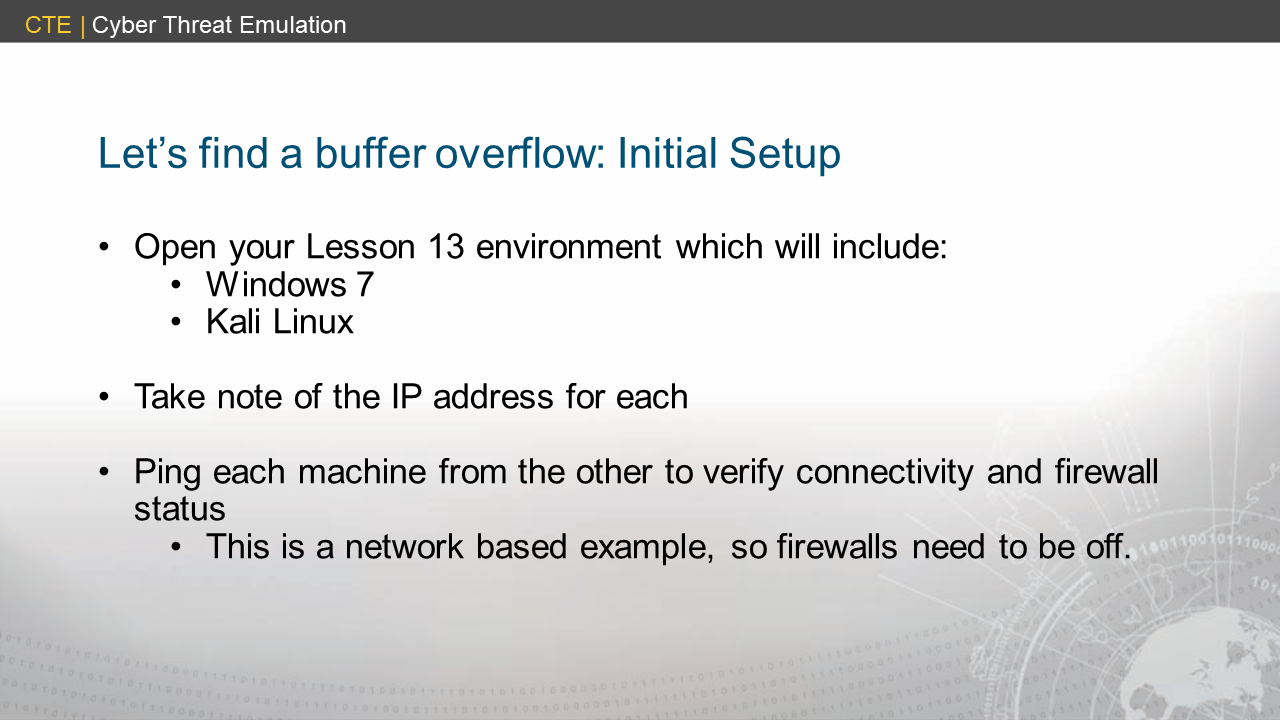 CTE | Cyber Threat Emulation
Let’s find a buffer overflow: Initial Setup
• Open your Lesson 13 environment which will include:
• Windows 7
• Kali Linux
• Take note of the IP address for each
• Ping each machine from the other to verify connectivity and firewall
status
• This is a network based example, so firewalls need to be off.